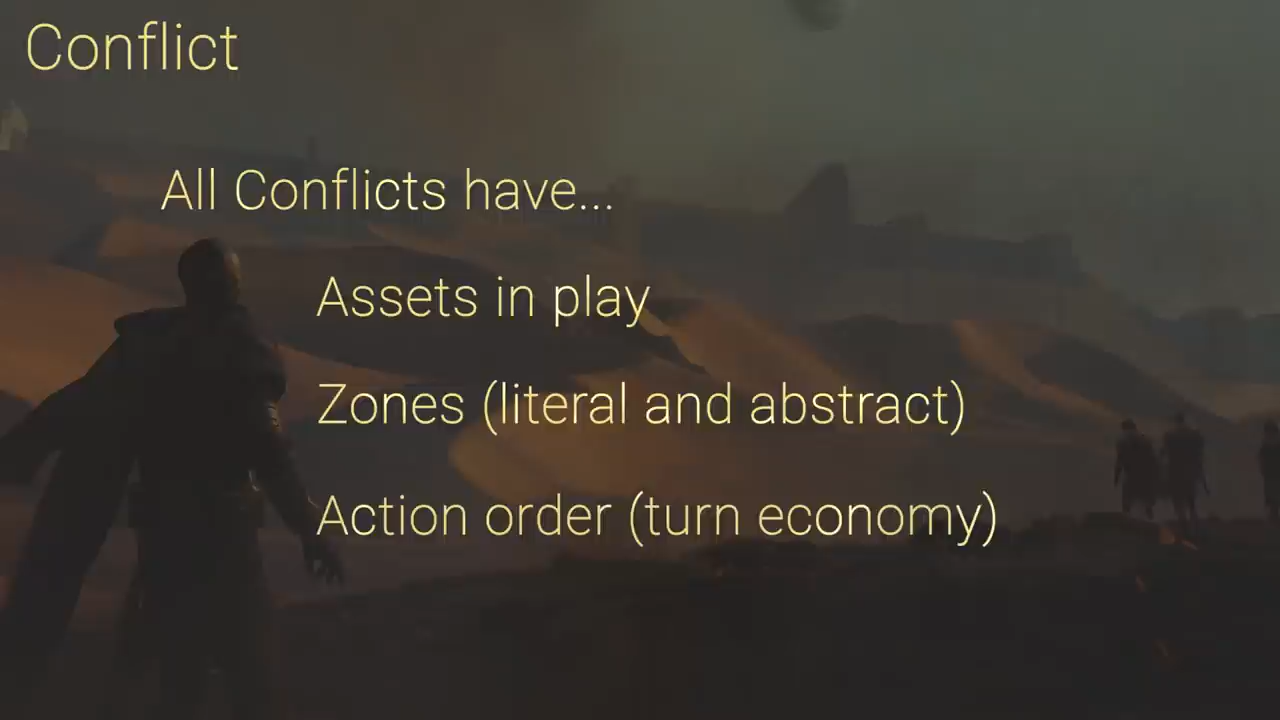 Conflict
All Conflicts have...
Assets in play
Zones (literal and abstract)
Action order (turn economy)